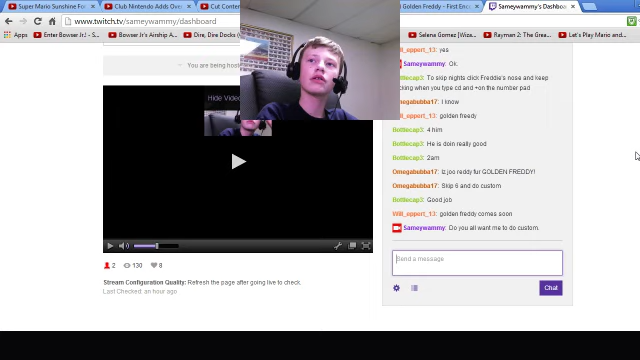 Super Mario Sunshine Fo
Club Nintendo Adds Ove
Cut Conten
Golden Freddy - First Enc
Sameywammy's Dashboa
www.twitch.tv/sameywammy/dashboard
Enter Bowser Jr.! - S
Bowser Jr.'s Airship A
Dire, Dire Docks (
Selena Gomez [Wiza
Rayman 2: The Grea
Let's Play Mario and
You are being host
Hide Video
13: yes
Sameywammy: Ok.
Bottlecap3: To skip nights click Freddie's nose and keep
clicking when you type cd and +on the number pad
Omegabubba17: I know
Will_eppert_13: golden freedy
Bottlecap3: 4 him
Bottlecap3: He is doin really good
Bottlecap3: 2am
Omegabubba17: Iz joo reddy fur GOLDEN FREDDY!
Omegabubba17: Skip 6 and do custom
Bottlecap3: Good job
Will_eppert_13: golden freddy comes soon
Sameywammy: Do you all want me to do custom.
Send a message
Chat
2 130 8
Stream Configuration Quality: Refresh the page after going live to check.
Last Checked: an hour ago